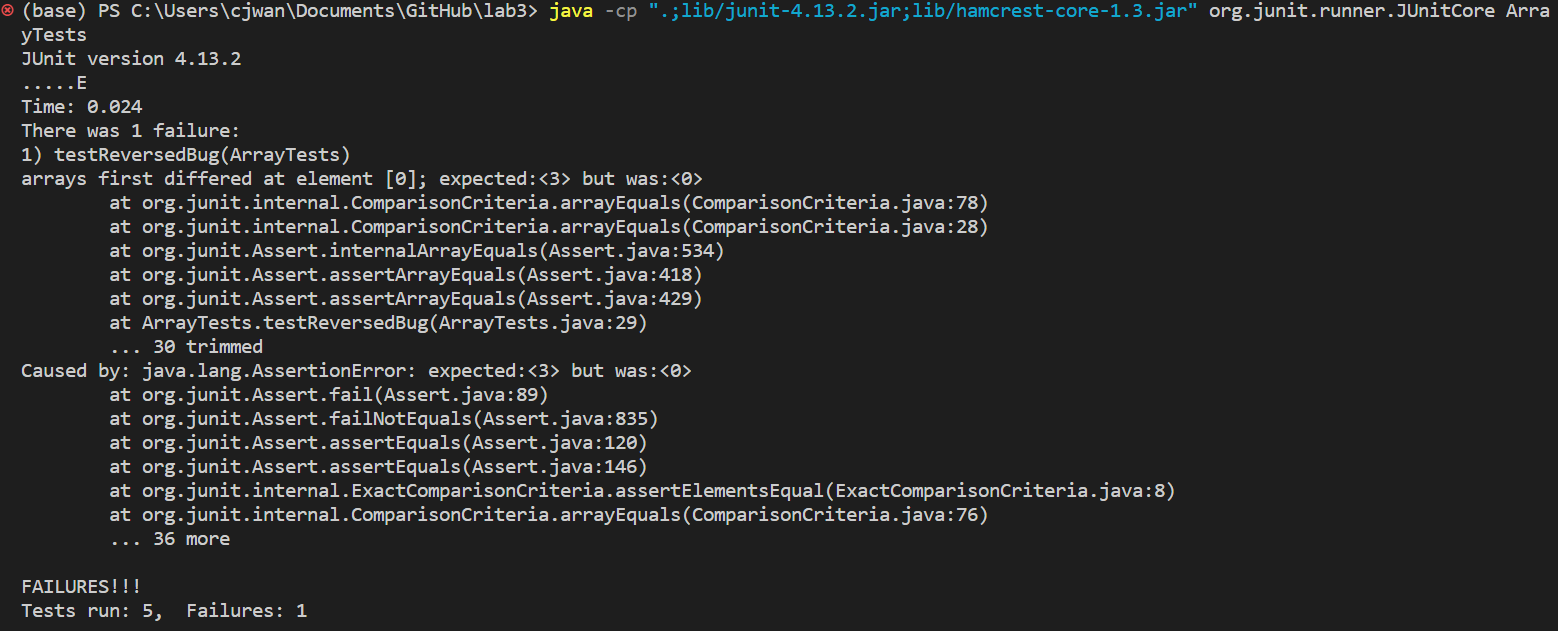 (base) PS C:\Users\cjwan\Documents\GitHub\lab3> java -cp ".;lib/junit-4.13.2.jar;lib/hamcrest-core-1.3.jar" org.junit.runner.JUnitCore Arra
yTests
JUnit version 4.13.2
.....E
Time: 0.024
There was 1 failure:
1) testReversedBug(ArrayTests)
arrays first differed at element [0]; expected:<3> but was:<0>
        at org.junit.internal.ComparisonCriteria.arrayEquals(ComparisonCriteria.java:78)
        at org.junit.internal.ComparisonCriteria.arrayEquals(ComparisonCriteria.java:28)
        at org.junit.Assert.internalArrayEquals(Assert.java:534)
        at org.junit.Assert.assertArrayEquals(Assert.java:418)
        at org.junit.Assert.assertArrayEquals(Assert.java:429)
        at ArrayTests.testReversedBug(ArrayTests.java:29)
        ... 30 trimmed
Caused by: java.lang.AssertionError: expected:<3> but was:<0>
        at org.junit.Assert.fail(Assert.java:89)
        at org.junit.Assert.failNotEquals(Assert.java:835)
        at org.junit.Assert.assertEquals(Assert.java:120)
        at org.junit.Assert.assertEquals(Assert.java:146)
        at org.junit.internal.ExactComparisonCriteria.assertElementsEqual(ExactComparisonCriteria.java:8)
        at org.junit.internal.ComparisonCriteria.arrayEquals(ComparisonCriteria.java:76)
        ... 36 more

FAILURES!!!
Tests run: 5,  Failures: 1